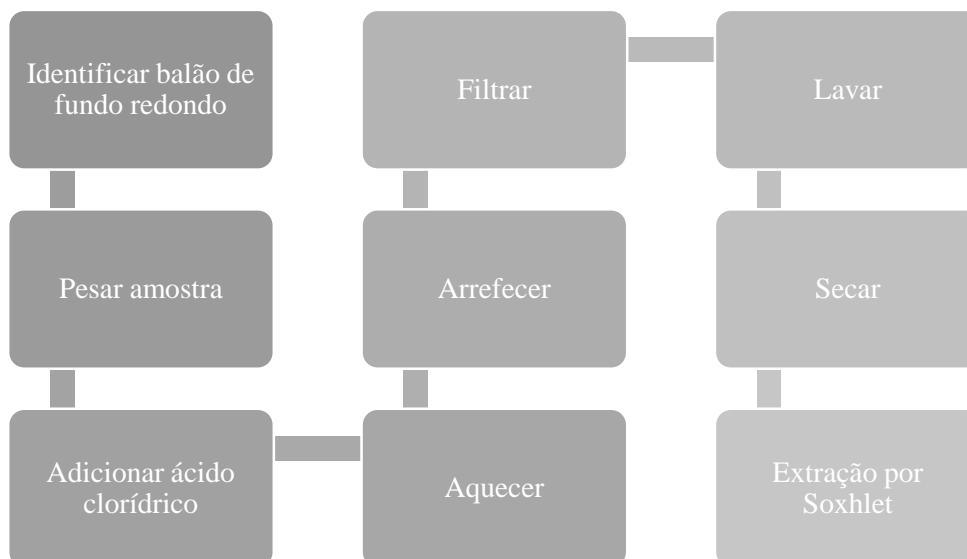 Identificar balão de
fundo redondo
Pesar amostra
Adicionar ácido
clorídrico
Aquecer
Arrefecer
Filtrar
Lavar
Secar
Extração por
Soxhlet